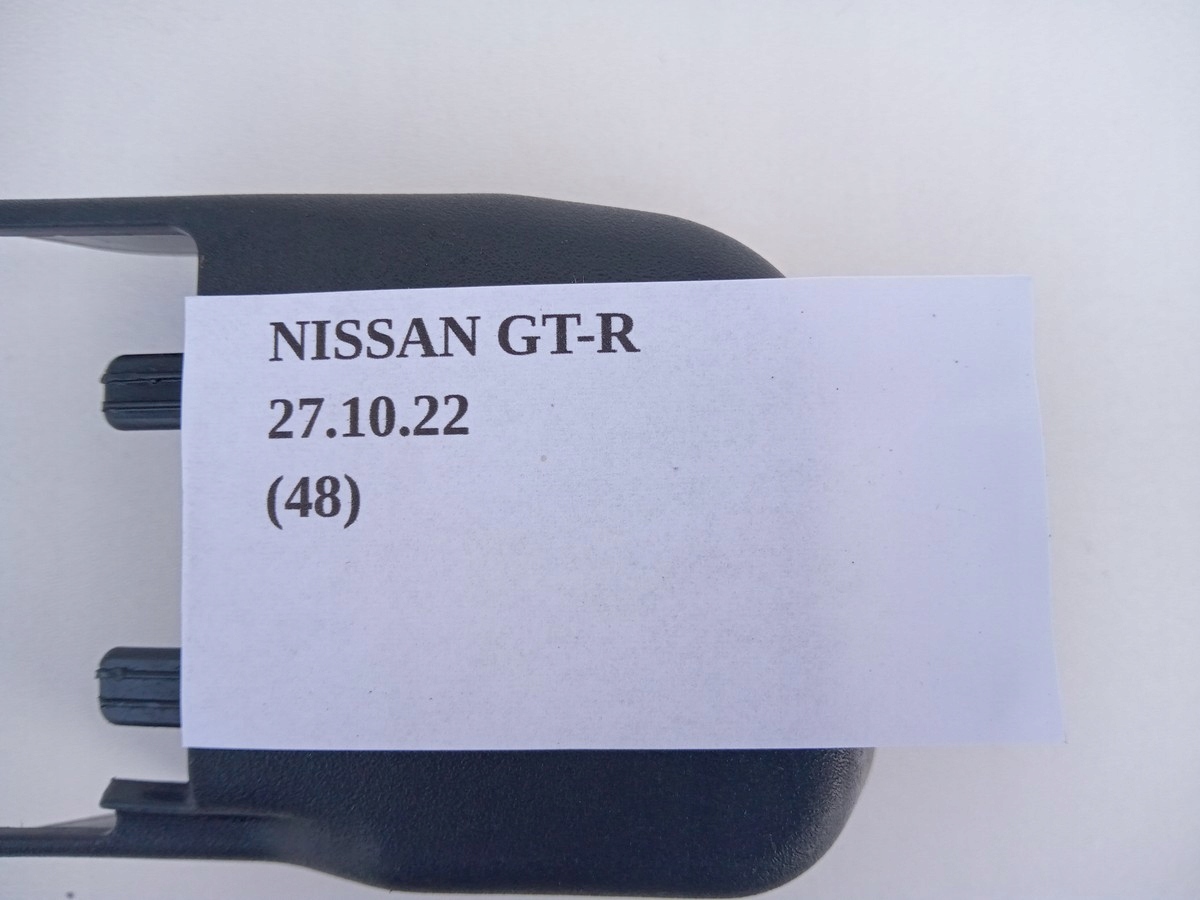 NISSAN GT-R
27.10.22
(48)